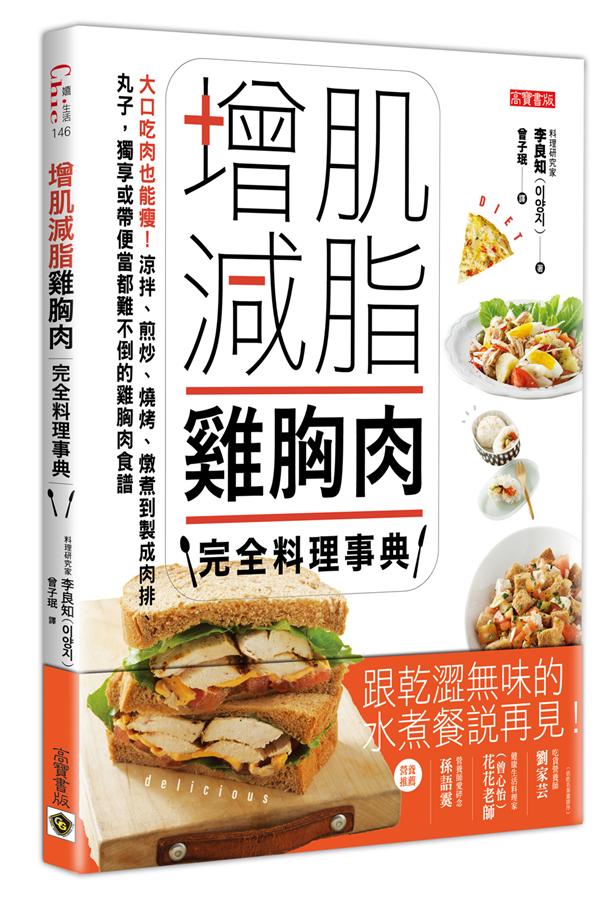 Chic.
嬉.生活
146
增肌減脂雞胸肉
完全料理事典
料理研究家 李良知(이양지)
曾子珉 譯
高寶書版
大口吃肉也能瘦!涼拌、煎炒、燒烤、燉煮到製成肉排、
丸子,獨享或帶便當都難不倒的雞胸肉食譜
增肌
減脂
雞胸肉
完全料理事典
高寶書版
料理研究家 李良知(이양지)——著
曾子珉——譯
DIET
跟乾澀無味的
水煮餐說再見!
營養
推薦
吃貨營養師 劉家芸
健康生活料理家 花花老師
(曾心怡)
營養師愛碎念 孫語霙
delicious